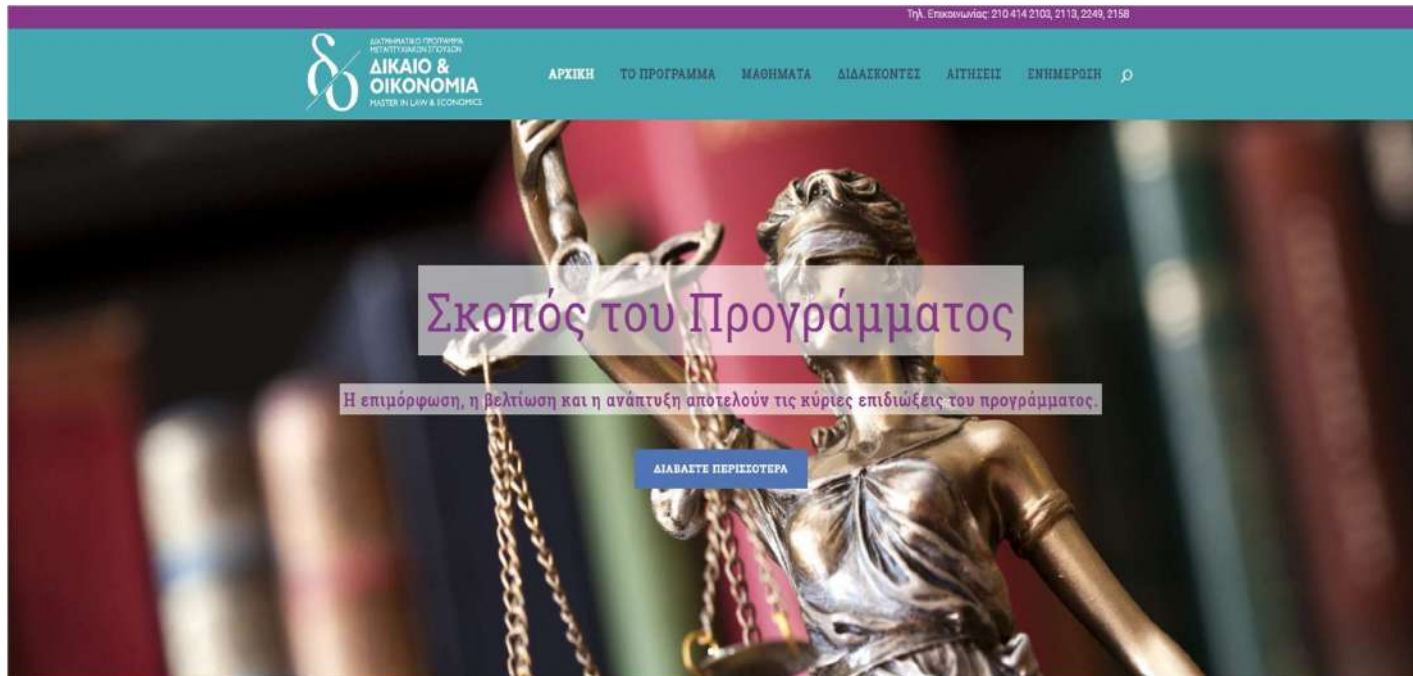 Τηλ. Επικοινωνίας: 210 414 2103, 2113, 2249, 2158
ΔΙΑΤΜΗΜΑΤΙΚΟ ΠΡΟΓΡΑΜΜΑ
ΜΕΤΑΠΤΥΧΙΑΚΩΝ ΣΠΟΥΔΩΝ
ΔΙΚΑΙΟ &
ΟΙΚΟΝΟΜΙΑ
MASTER IN LAW & ECONOMICS
ΑΡΧΙΚΗ ΤΟ ΠΡΟΓΡΑΜΜΑ ΜΑΘΗΜΑΤΑ ΔΙΔΑΣΚΟΝΤΕΣ ΑΙΤΗΣΕΙΣ ΕΝΗΜΕΡΩΣΗ
Σκοπός του Προγράμματος
Η επιμόρφωση, η βελτίωση και η ανάπτυξη αποτελούν τις κύριες επιδιώξεις του προγράμματος.
ΔΙΑΒΑΣΤΕ ΠΕΡΙΣΣΟΤΕΡΑ